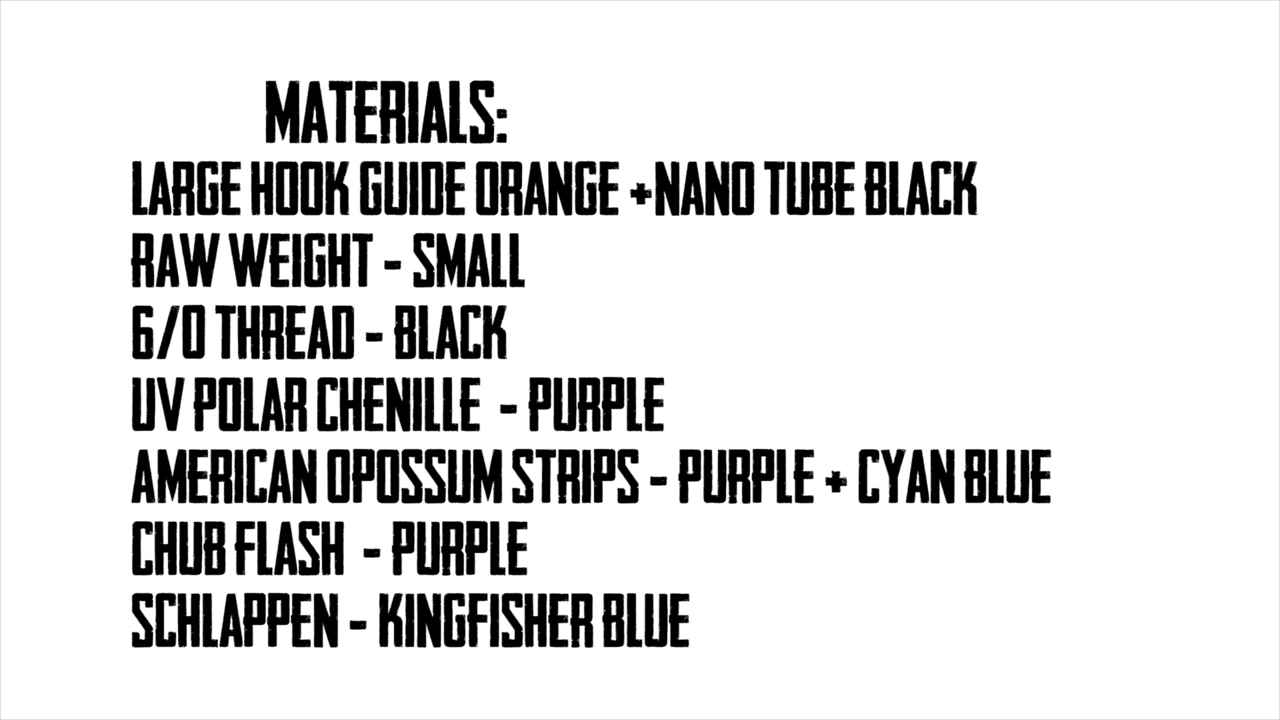 MATERIALS:
LARGE HOOK GUIDE ORANGE +NANO TUBE BLACK
RAW WEIGHT - SMALL
6/0 THREAD - BLACK
UV POLAR CHENILLE - PURPLE
AMERICAN OPOSSUM STRIPS - PURPLE + CYAN BLUE
CHUB FLASH - PURPLE
SCHLAPPEN - KINGFISHER BLUE